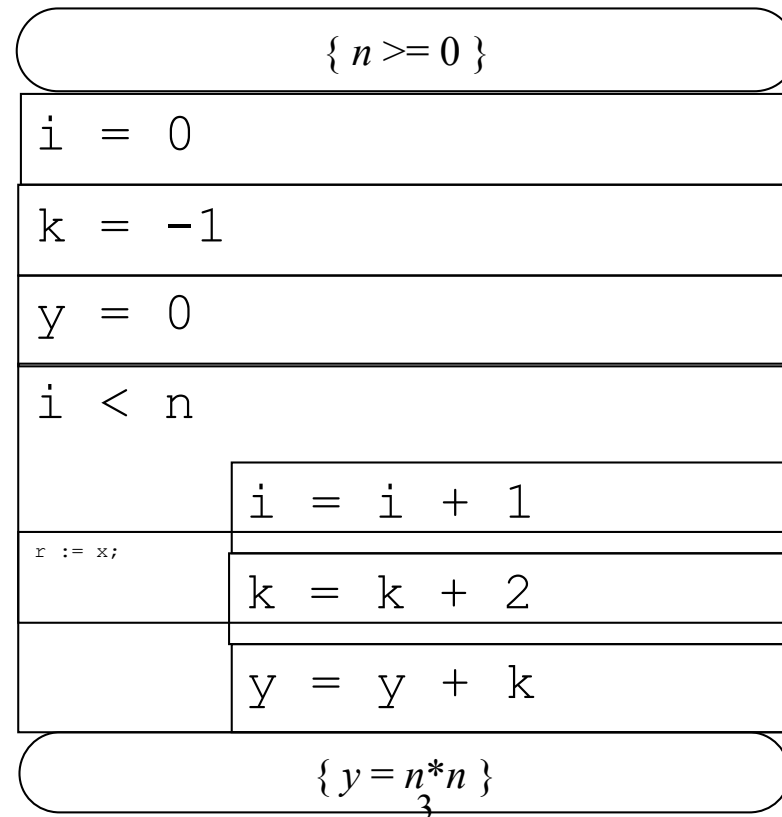 { n >= 0 }
i = 0
k = -1
y = 0
i < n
i = i + 1
r := x;
k = k + 2
y = y + k
{ y = n*n }
3